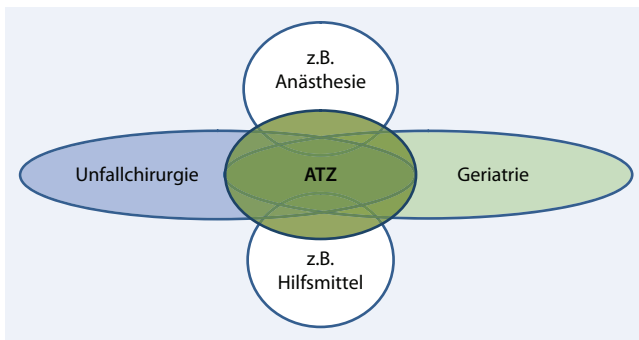 z.B.
Anästhesie
Unfallchirurgie
ATZ
Geriatrie
z.B.
Hilfsmittel